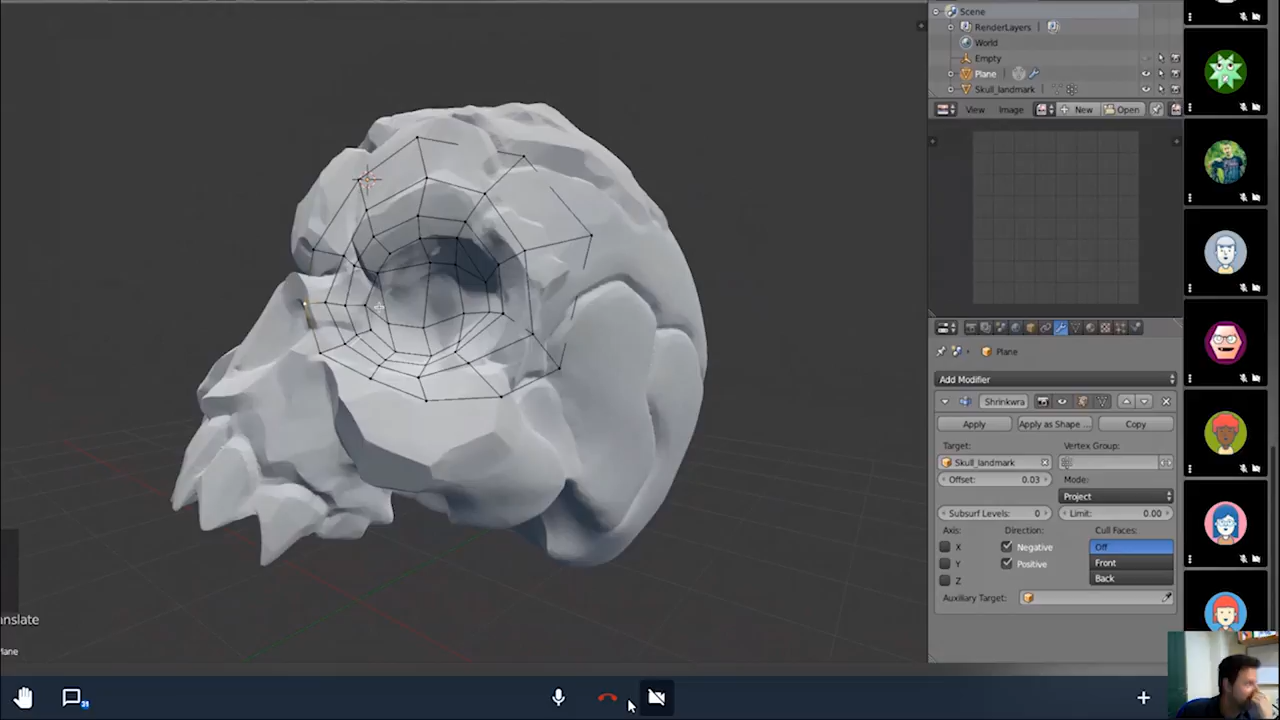 Scene
RenderLayers
World
Empty
Plane
Skull_landmark
View Image New Open
Plane
Add Modifier
Shrinkwra
Apply Apply as Shape ... Copy
Target: Vertex Group:
Skull_landmark
Offset: 0.03 Mode:
Project
Subsurf Levels: 0 Limit: 0.00
Axis: Direction: Cull Faces:
X Negative Off
Y Positive Front
Z Back
Auxiliary Target:
anslate
lane